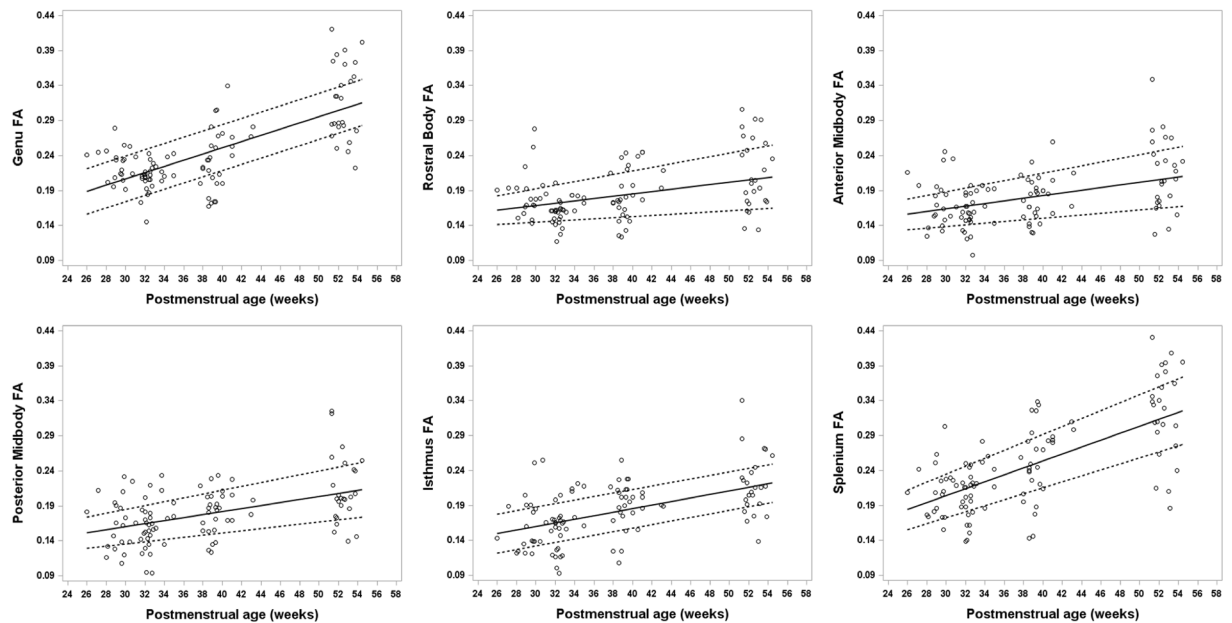 0.44
0.39
0.34
0.29
0.24
0.19
0.14
0.09
Genu FA
24 26 28 30 32 34 36 38 40 42 44 46 48 50 52 54 56 58
Postmenstrual age (weeks)
0.44
0.39
0.34
0.29
0.24
0.19
0.14
0.09
Rostral Body FA
24 26 28 30 32 34 36 38 40 42 44 46 48 50 52 54 56 58
Postmenstrual age (weeks)
0.44
0.39
0.34
0.29
0.24
0.19
0.14
0.09
Anterior Midbody FA
24 26 28 30 32 34 36 38 40 42 44 46 48 50 52 54 56 58
Postmenstrual age (weeks)
0.44
0.39
0.34
0.29
0.24
0.19
0.14
0.09
Posterior Midbody FA
24 26 28 30 32 34 36 38 40 42 44 46 48 50 52 54 56 58
Postmenstrual age (weeks)
0.44
0.39
0.34
0.29
0.24
0.19
0.14
0.09
Isthmus FA
24 26 28 30 32 34 36 38 40 42 44 46 48 50 52 54 56 58
Postmenstrual age (weeks)
0.44
0.39
0.34
0.29
0.24
0.19
0.14
0.09
Splenium FA
24 26 28 30 32 34 36 38 40 42 44 46 48 50 52 54 56 58
Postmenstrual age (weeks)